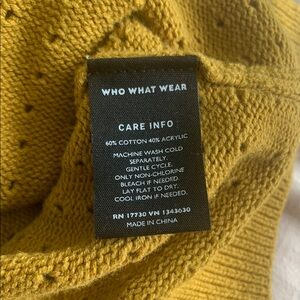 WHO WHAT WEAR
CARE INFO
60% COTTON 40% ACRYLIC
MACHINE WASH COLD
SEPARATELY.
GENTLE CYCLE.
ONLY NON-CHLORINE
BLEACH IF NEEDED.
LAY FLAT TO DRY.
COOL IRON IF NEEDED.
RN 17730 VN 1343030
MADE IN CHINA